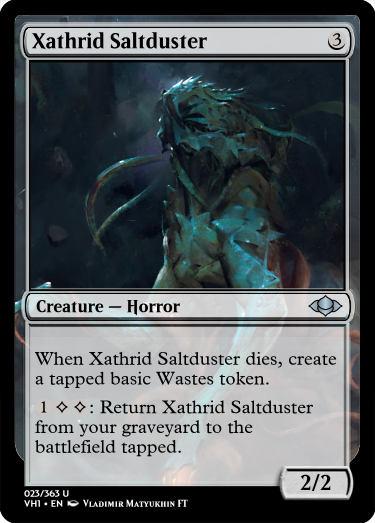 Xathrid Saltduster 3
Creature — Horror
When Xathrid Saltduster dies, create
a tapped basic Wastes token.
1 ◇ ◇: Return Xathrid Saltduster
from your graveyard to the
battlefield tapped.
2/2
023/363 U
VH1 • EN Vladimir Matyukhin FT